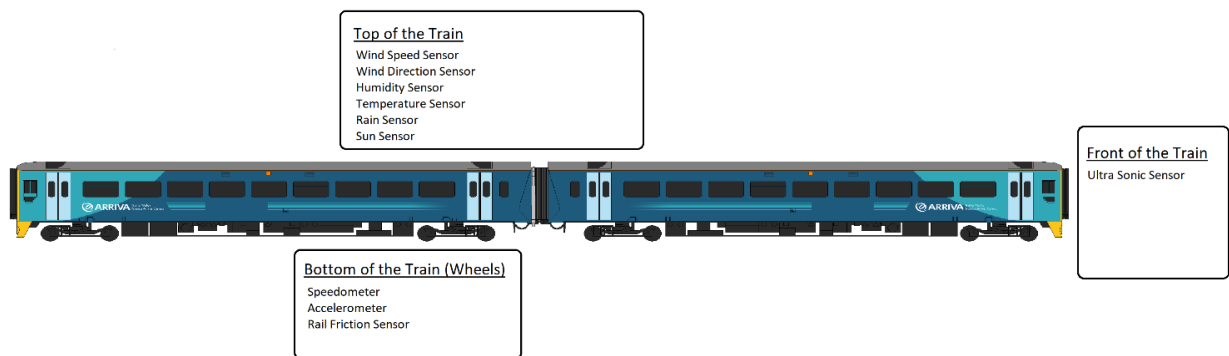 Top of the Train
Wind Speed Sensor
Wind Direction Sensor
Humidity Sensor
Temperature Sensor
Rain Sensor
Sun Sensor
Front of the Train
Ultra Sonic Sensor
ARRIVA
ARRIVA
Bottom of the Train (Wheels)
Speedometer
Accelerometer
Rail Friction Sensor